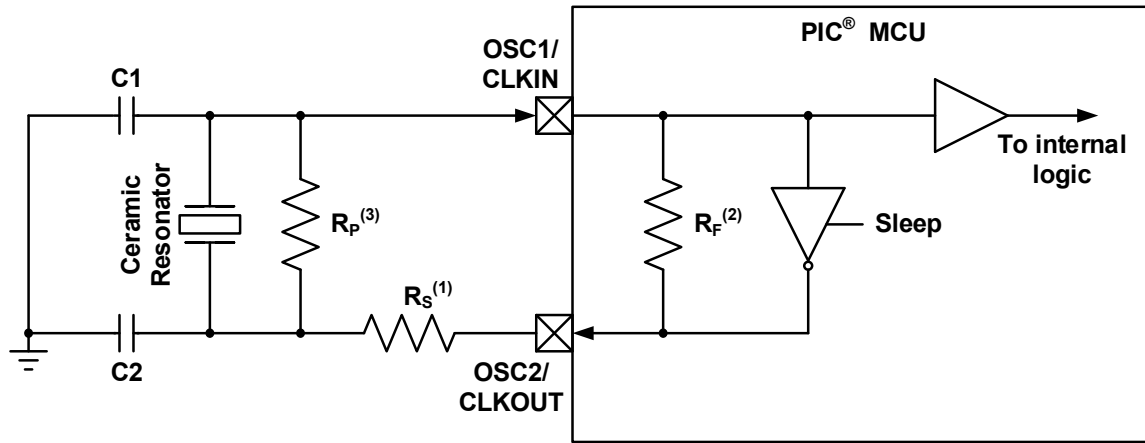 PIC® MCU
OSC1/
CLKIN
C1
To internal
logic
Ceramic
Resonator
RP(3)
RF(2)
Sleep
RS(1)
C2
OSC2/
CLKOUT